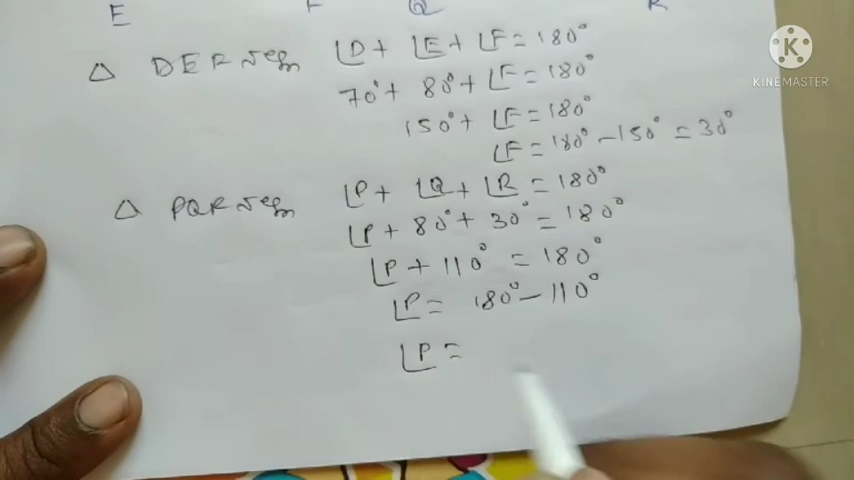 E F Q R
KINEMASTER
△ DEF ల్లో ∠D + ∠E + ∠F = 180°
70° + 80° + ∠F = 180°
150° + ∠F = 180°
∠F = 180° - 150° = 30°
△ PQR ల్లో ∠P + ∠Q + ∠R = 180°
∠P + 80° + 30° = 180°
∠P + 110° = 180°
∠P = 180° - 110°
∠P =